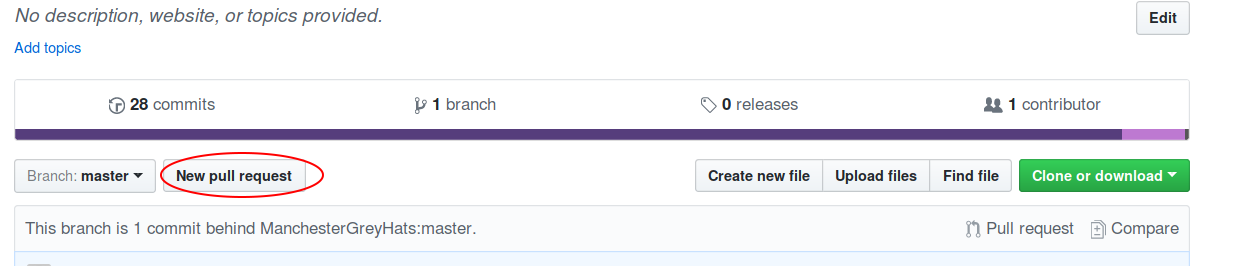 No description, website, or topics provided.
Edit
Add topics
28 commits
1 branch
0 releases
1 contributor
Branch: master
New pull request
Create new file
Upload files
Find file
Clone or download
This branch is 1 commit behind ManchesterGreyHats:master.
Pull request
Compare